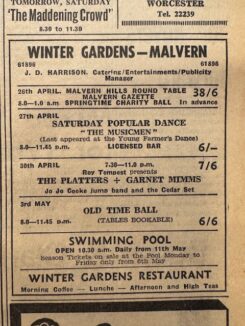 TOMORROW, SATURDAY
'The Maddening Crowd"
8.30 to 11.30
WORCESTER
Tel. 22239
WINTER GARDENS—MALVERN
61896 61896
J. D. HARRISON. Catering/Entertainments/Publicity
Manager
26th APRIL. MALVERN HILLS ROUND TABLE 38/6
MALVERN GAZETTE
8.0—1.0 a.m. SPRINGTIME CHARITY BALL In advance
27th APRIL
SATURDAY POPULAR DANCE
"THE MUSICMEN"
(Last appeared at the Young Farmer's Dance)
8.0—11.45 p.m. LICENSED BAR 6/—
30th APRIL 7.30—11.0 p.m. 7/6
Roy Tempest presents
THE PLATTERS + GARNET MIMMS
Jo Jo Cooke Jump band and the Cedar Set
3rd MAY
OLD TIME BALL
8.0—11.45 p.m. (TABLES BOOKABLE) 6/6
SWIMMING POOL
OPEN 10.30 a.m. Daily from 11th May
Season Tickets on sale at the Pool Monday to
Friday only from 6th May
WINTER GARDENS RESTAURANT
Morning Coffee — Lunch — Afternoon and High Teas